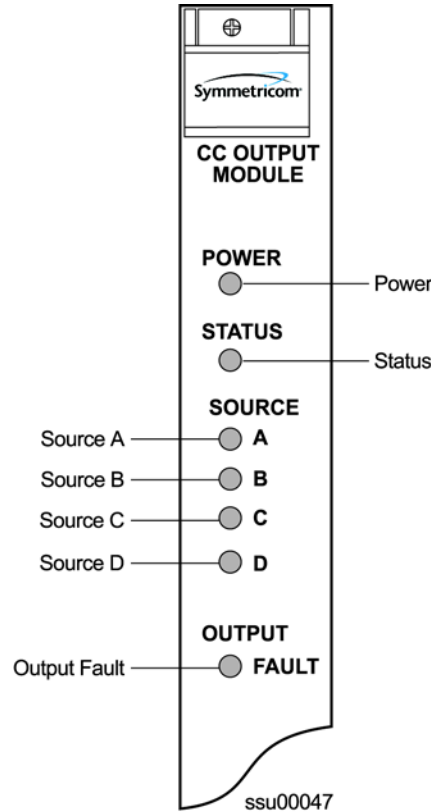 Symmetricom
CC OUTPUT
MODULE
POWER
Power
STATUS
Status
SOURCE
Source A
A
Source B
B
Source C
C
Source D
D
OUTPUT
Output Fault
FAULT
ssu00047